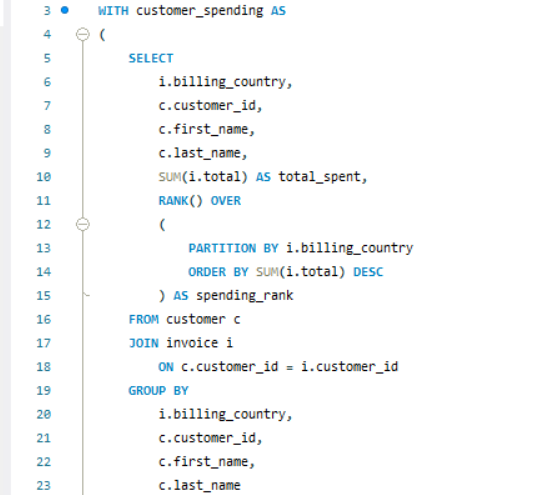 3 WITH customer_spending AS
4 (
5 SELECT
6 i.billing_country,
7 c.customer_id,
8 c.first_name,
9 c.last_name,
10 SUM(i.total) AS total_spent,
11 RANK() OVER
12 (
13 PARTITION BY i.billing_country
14 ORDER BY SUM(i.total) DESC
15 ) AS spending_rank
16 FROM customer c
17 JOIN invoice i
18 ON c.customer_id = i.customer_id
19 GROUP BY
20 i.billing_country,
21 c.customer_id,
22 c.first_name,
23 c.last_name